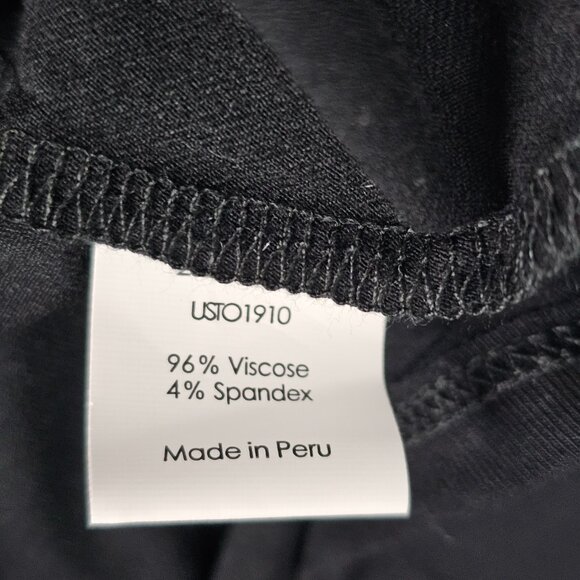 USTO1910
96% Viscose
4% Spandex
Made in Peru